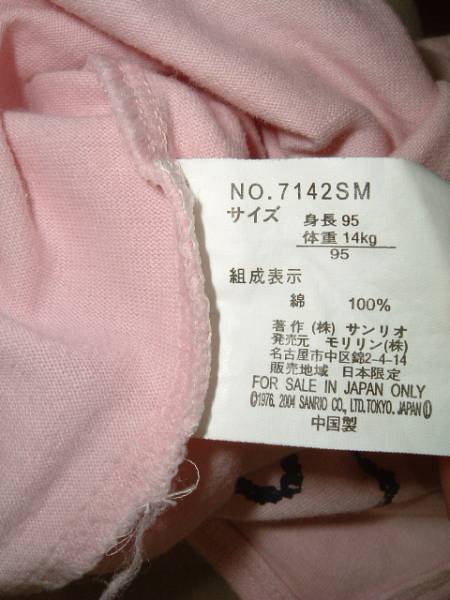 NO.7142SM
サイズ 身長 95
体重 14kg
95
組成表示
綿 100%
著作 (株) サンリオ
発売元 モリリン(株)
名古屋市中区錦2-4-14
販売地域 日本限定
FOR SALE IN JAPAN ONLY
©1976, 2004 SANRIO CO., LTD. TOKYO, JAPAN
中国製